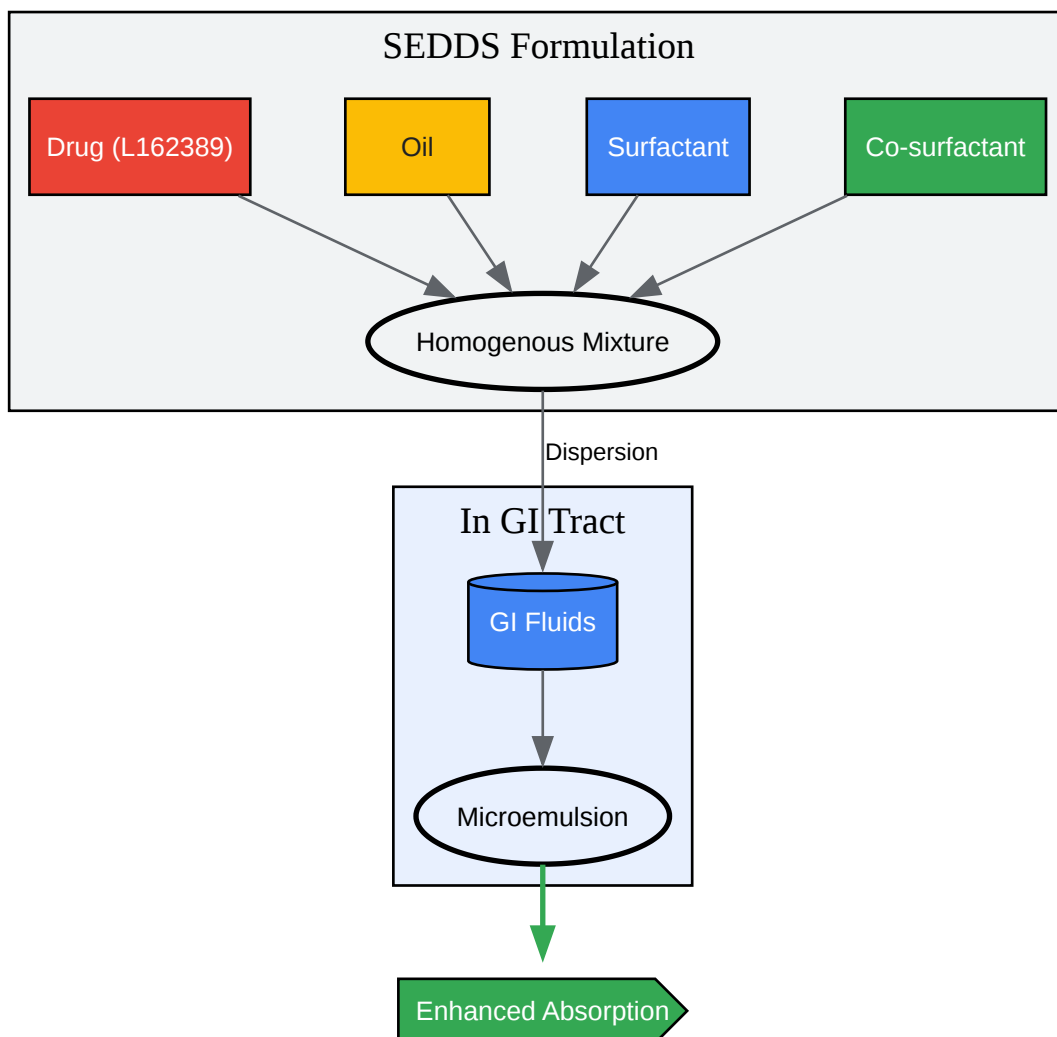 SEDDS Formulation
Drug (L162389)
Oil
Surfactant
Co-surfactant
Homogenous Mixture
Dispersion
In GI Tract
GI Fluids
Microemulsion
Enhanced Absorption